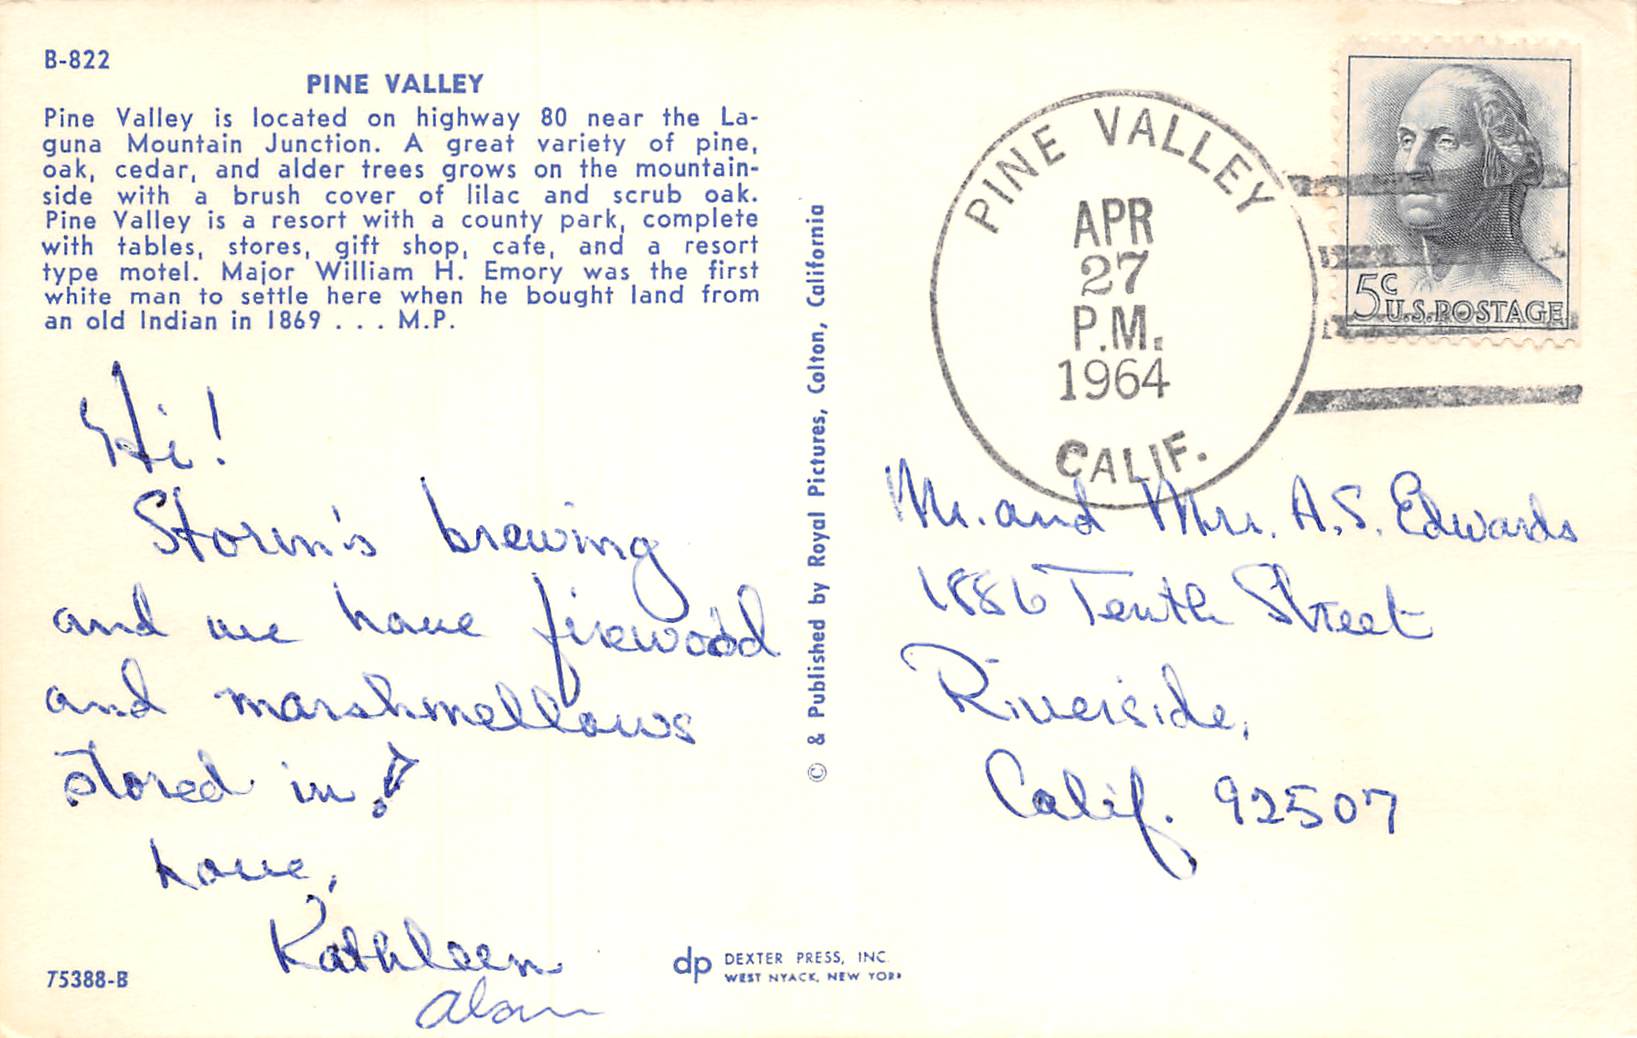 B-822
PINE VALLEY
Pine Valley is located on highway 80 near the La-
guna Mountain Junction. A great variety of pine,
oak, cedar, and alder trees grows on the mountain-
side with a brush cover of lilac and scrub oak.
Pine Valley is a resort with a county park, complete
with tables, stores, gift shop, cafe, and a resort
type motel. Major William H. Emory was the first
white man to settle here when he bought land from
an old Indian in 1869 . . . M.P.
Hi!
Storm's brewing
and we have firewood
and marshmellows
stored in!
Love,
Kathleen
Alan
75388-B
© & Published by Royal Pictures, Colton, California
dp DEXTER PRESS, INC.
WEST NYACK, NEW YORK
PINE VALLEY
APR
27
P.M.
1964
CALIF.
5c U.S. POSTAGE
Mr. and Mrs. A.S. Edwards
1886 Tenth Street
Riverside,
Calif. 92507